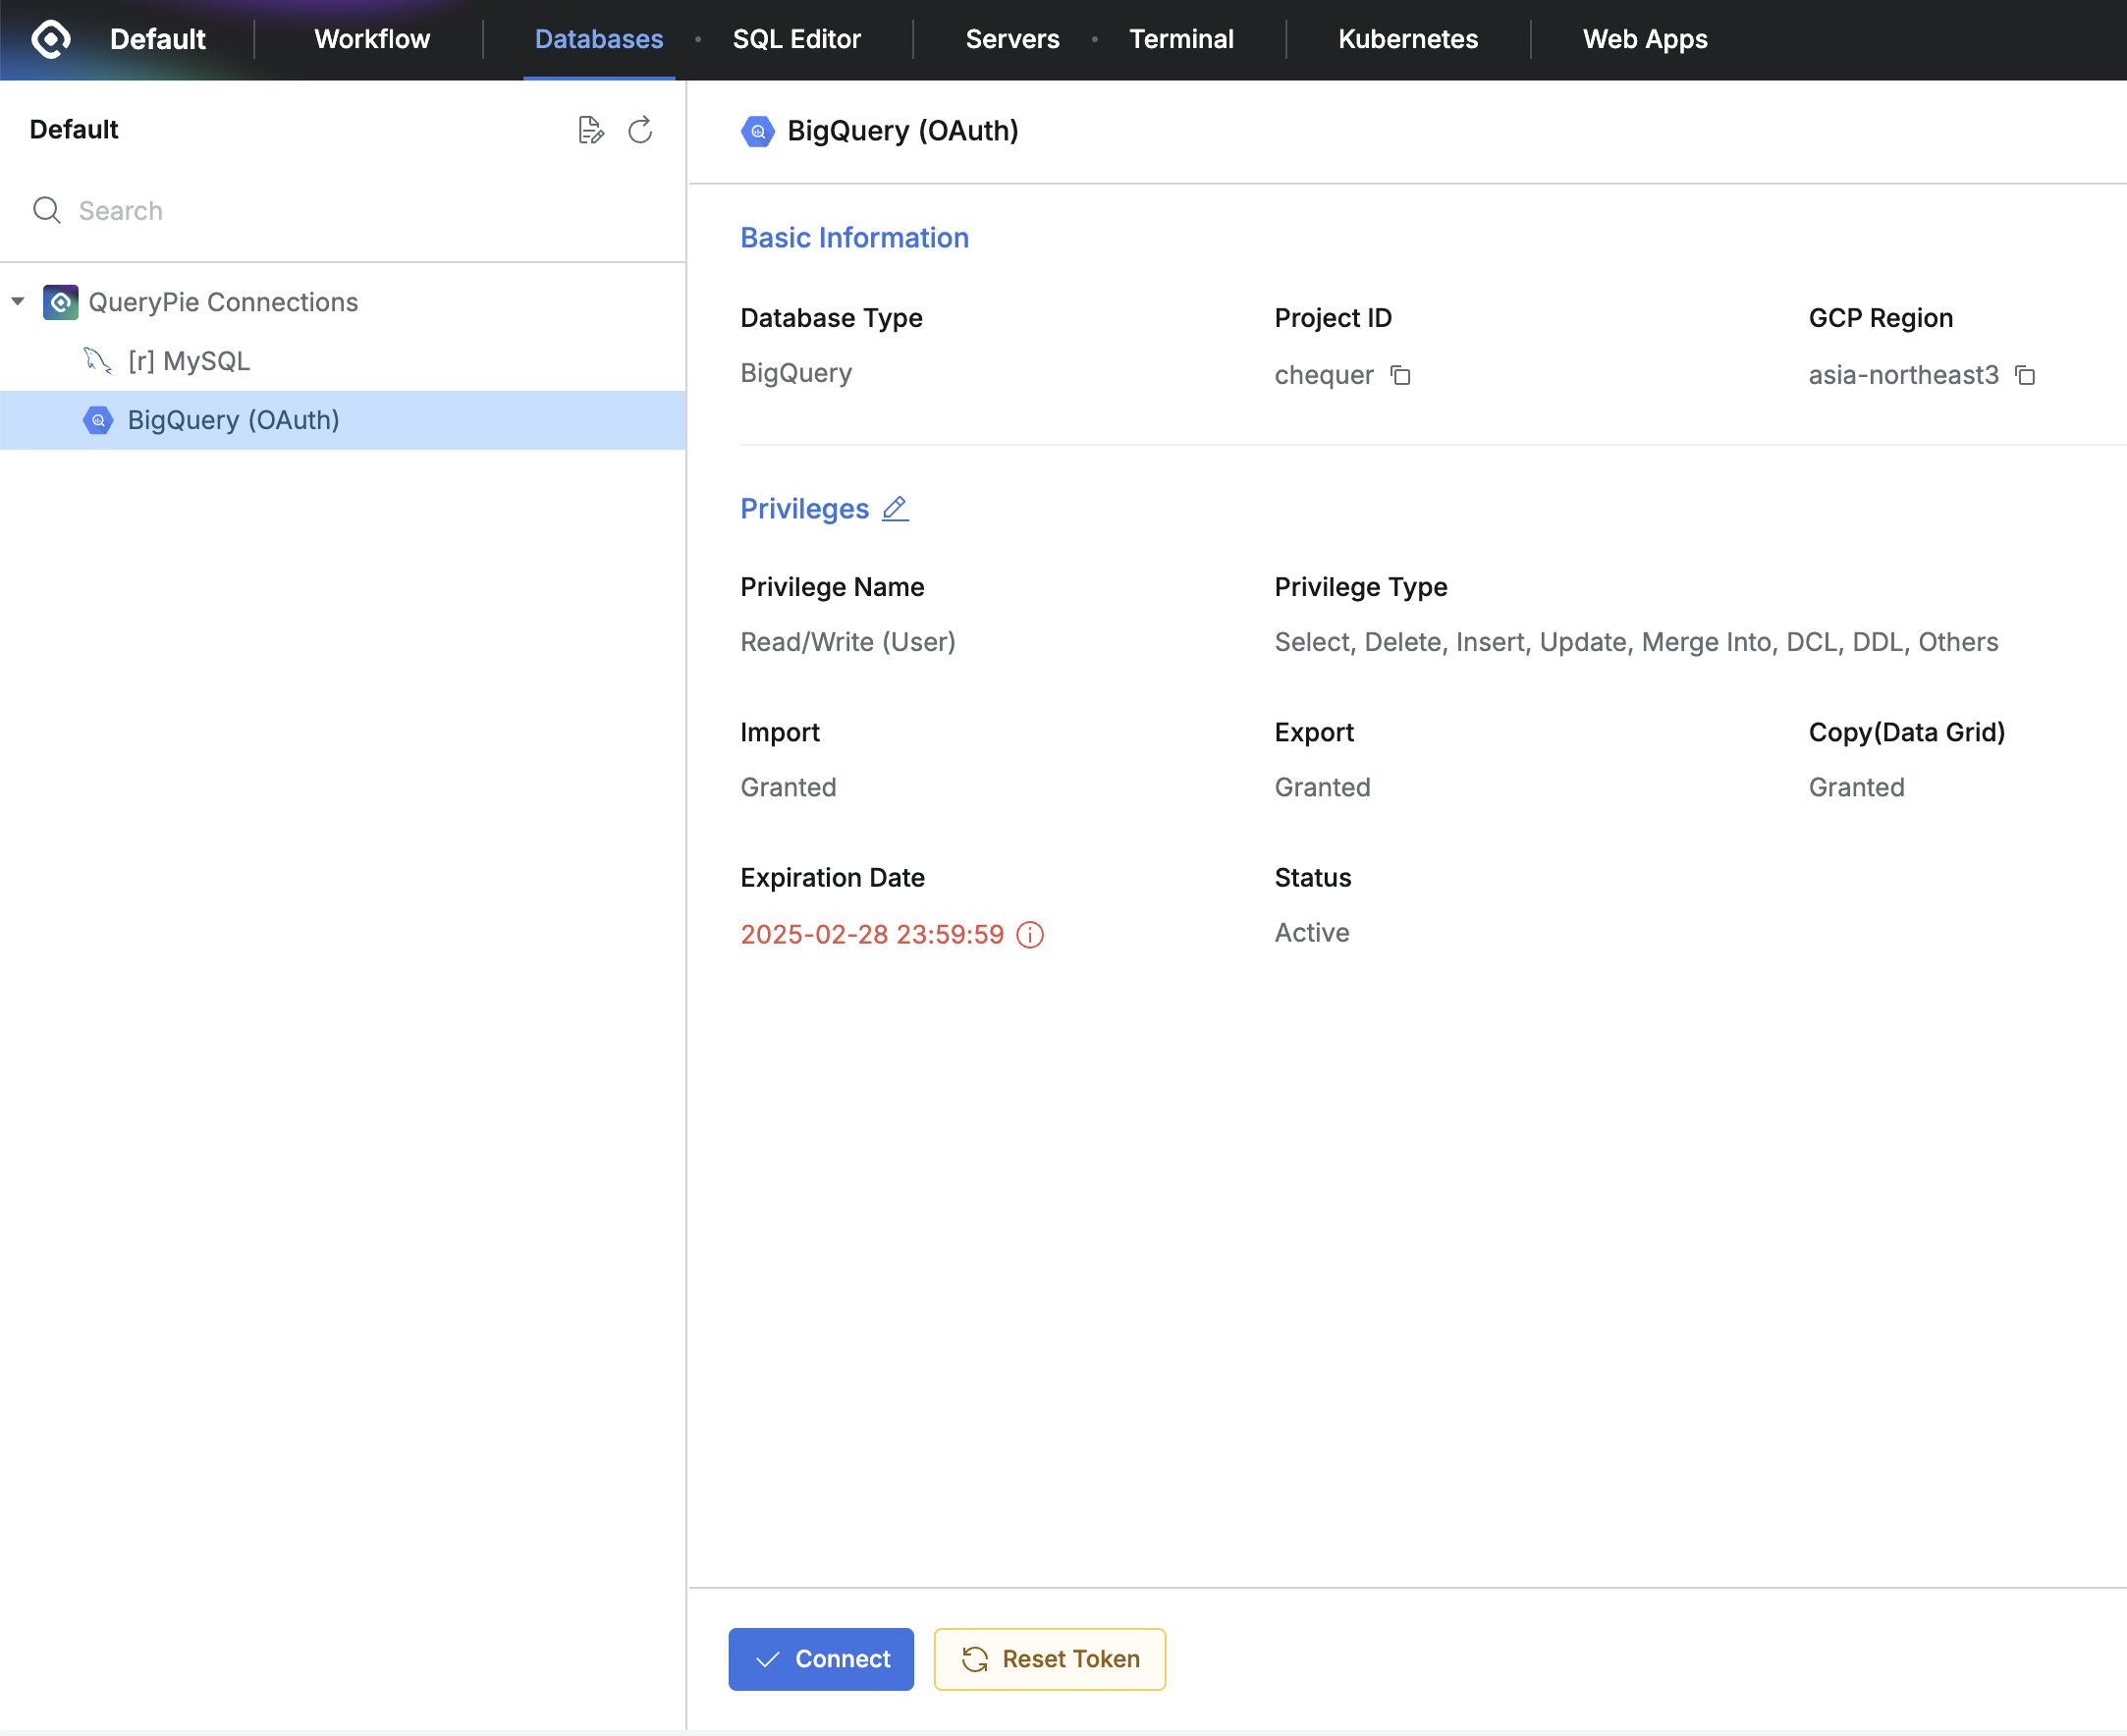 Default
Workflow
Databases
SQL Editor
Servers
Terminal
Kubernetes
Web Apps
Default
Search
QueryPie Connections
[r] MySQL
BigQuery (OAuth)
BigQuery (OAuth)
Basic Information
Database Type
Project ID
GCP Region
BigQuery
chequer
asia-northeast3
Privileges
Privilege Name
Privilege Type
Read/Write (User)
Select, Delete, Insert, Update, Merge Into, DCL, DDL, Others
Import
Export
Copy(Data Grid)
Granted
Granted
Granted
Expiration Date
Status
2025-02-28 23:59:59
Active
Connect
Reset Token